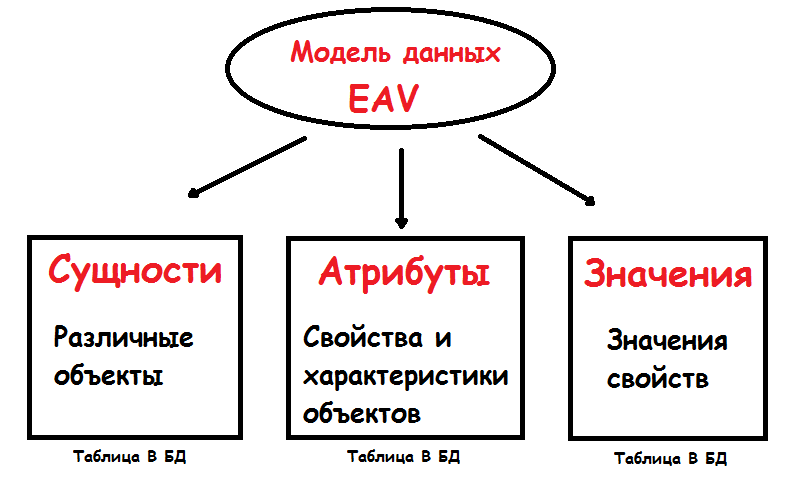 Модель данных
EAV
Сущности
Различные
объекты
Таблица В БД
Атрибуты
Свойства и
характеристики
объектов
Таблица В БД
Значения
Значения
свойств
Таблица В БД